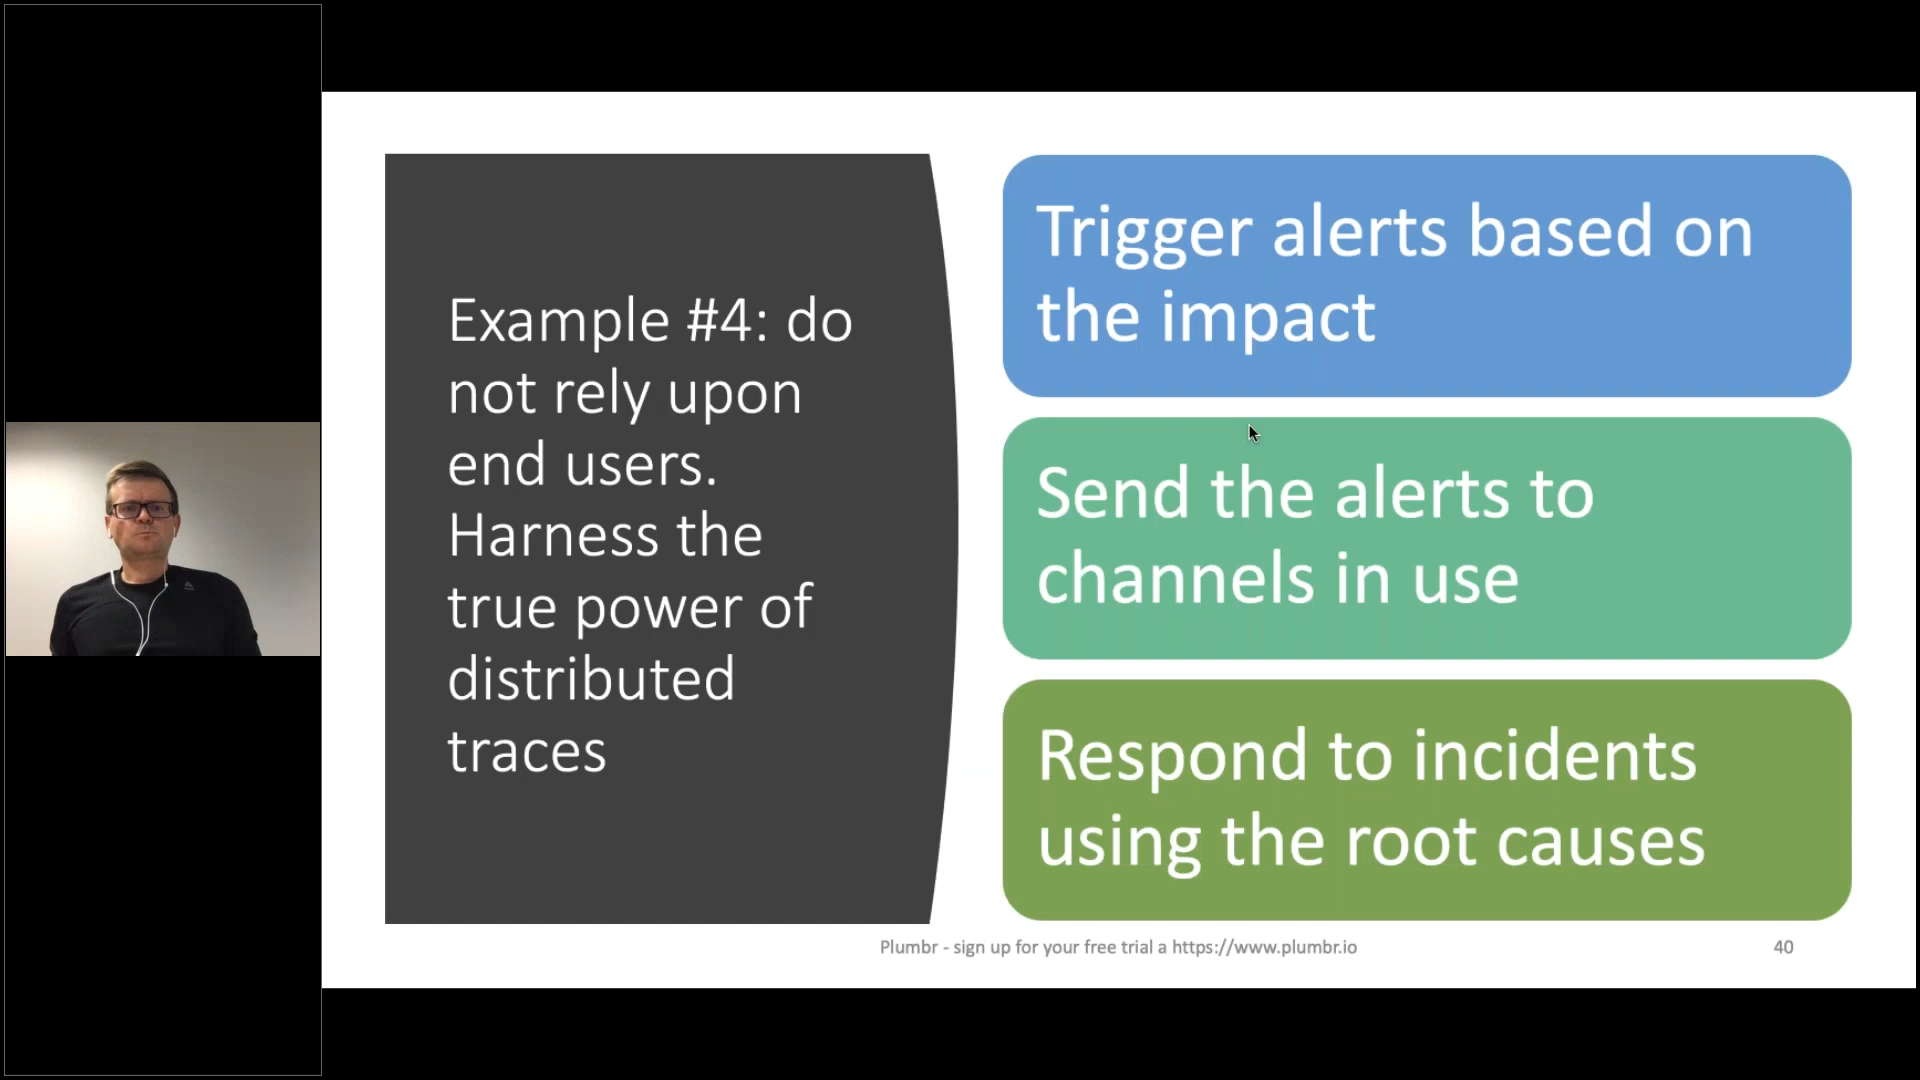 Example #4: do
not rely upon
end users.
Harness the
true power of
distributed
traces
Trigger alerts based on
the impact
Send the alerts to
channels in use
Respond to incidents
using the root causes
Plumbr - sign up for your free trial a https://www.plumbr.io
40